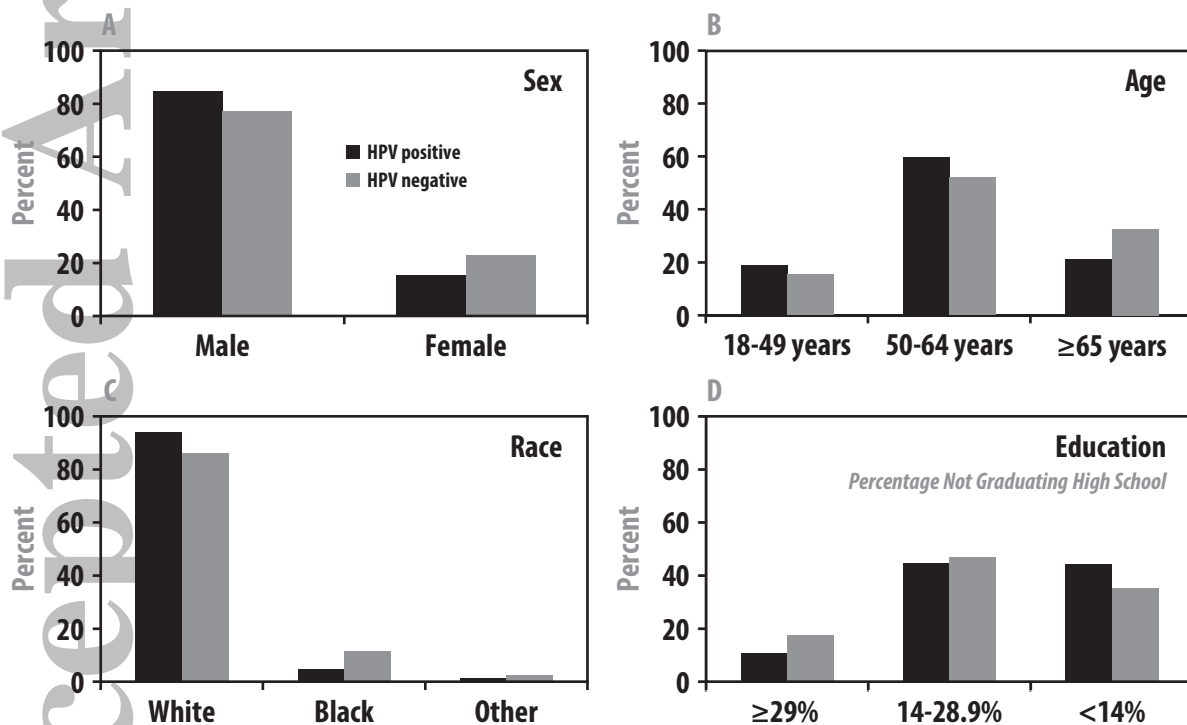 A
100
80
60
40
20
0
Percent
Sex
HPV positive
HPV negative
Male Female
B
100
80
60
40
20
0
Percent
Age
18-49 years 50-64 years ≥65 years
C
100
80
60
40
20
0
Percent
Race
White Black Other
D
100
80
60
40
20
0
Percent
Education
Percentage Not Graduating High School
≥29% 14-28.9% <14%
cepted Ar